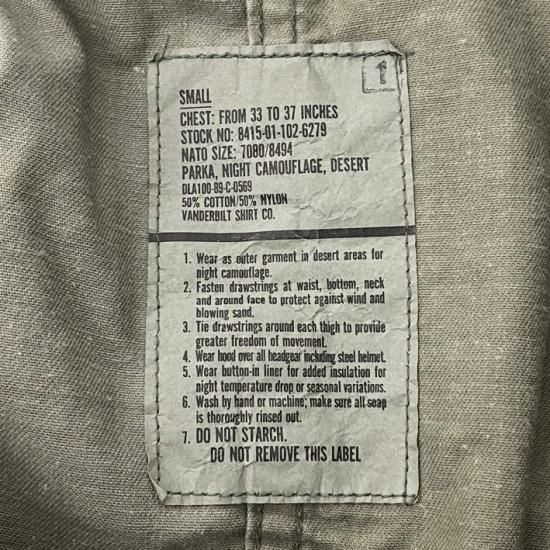 1
SMALL
CHEST: FROM 33 TO 37 INCHES
STOCK NO: 8415-01-102-6279
NATO SIZE: 7080/8494
PARKA, NIGHT CAMOUFLAGE, DESERT
DLA100-89-C-0569
50% COTTON/50% NYLON
VANDERBILT SHIRT CO.
1. Wear as outer garment in desert areas for
night camouflage.
2. Fasten drawstrings at waist, bottom, neck
and around face to protect against wind and
blowing sand.
3. Tie drawstrings around each thigh to provide
greater freedom of movement.
4. Wear hood over all headgear including steel helmet.
5. Wear button-in liner for added insulation for
night temperature drop or seasonal variations.
6. Wash by hand or machine; make sure all soap
is thoroughly rinsed out.
7. DO NOT STARCH.
DO NOT REMOVE THIS LABEL